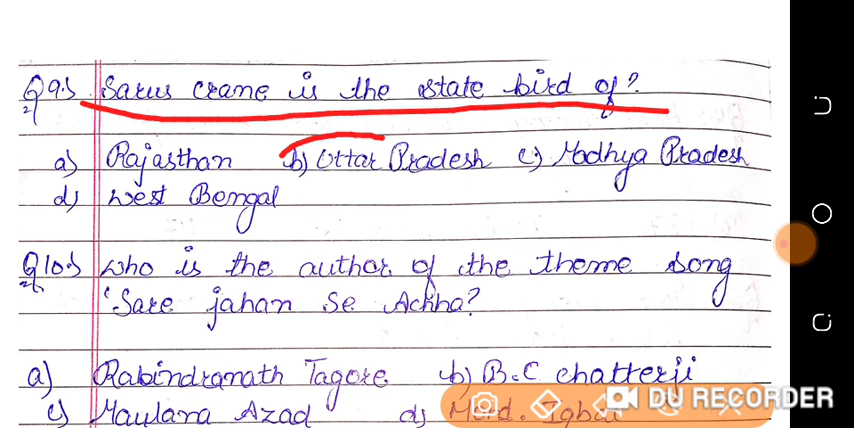 Q9.) Sarus crane is the state bird of?
a) Rajasthan b) Uttar Pradesh c) Madhya Pradesh
d) West Bengal
Q10.) Who is the author of the theme song
'Sare jahan se Achha?
a) Rabindranath Tagore b) B.C chatterji
c) Maulana Azad d) Mohd. Iqbal
DU RECORDER